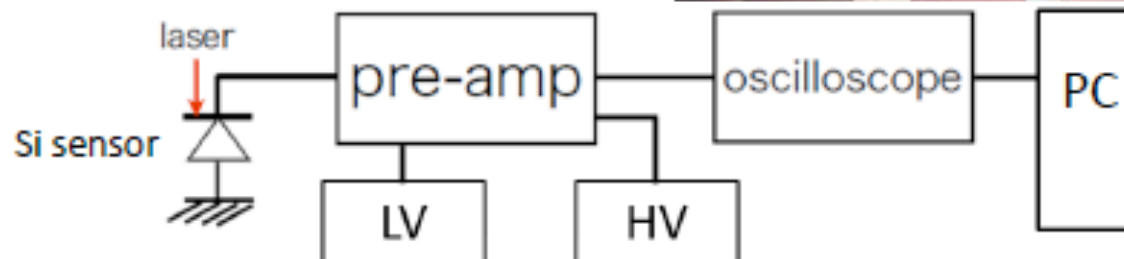 laser
pre-amp
oscilloscope
PC
Si sensor
LV
HV